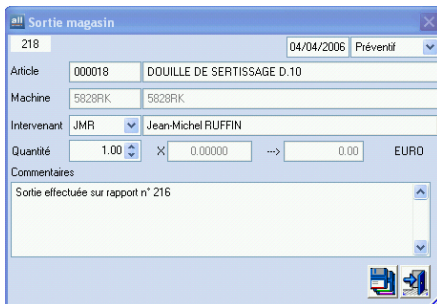 all Sortie magasin
218 04/04/2006 Préventif
Article 000018 DOUILLE DE SERTISSAGE D.10
Machine 5828RK 5828RK
Intervenant JMR Jean-Michel RUFFIN
Quantité 1.00 X 0.00000 ---> 0.00 EURO
Commentaires
Sortie effectuée sur rapport n° 216